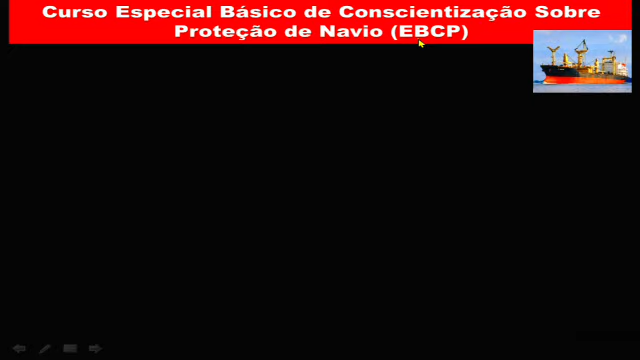 Curso Especial Básico de Conscientização Sobre
Proteção de Navio (EBCP)